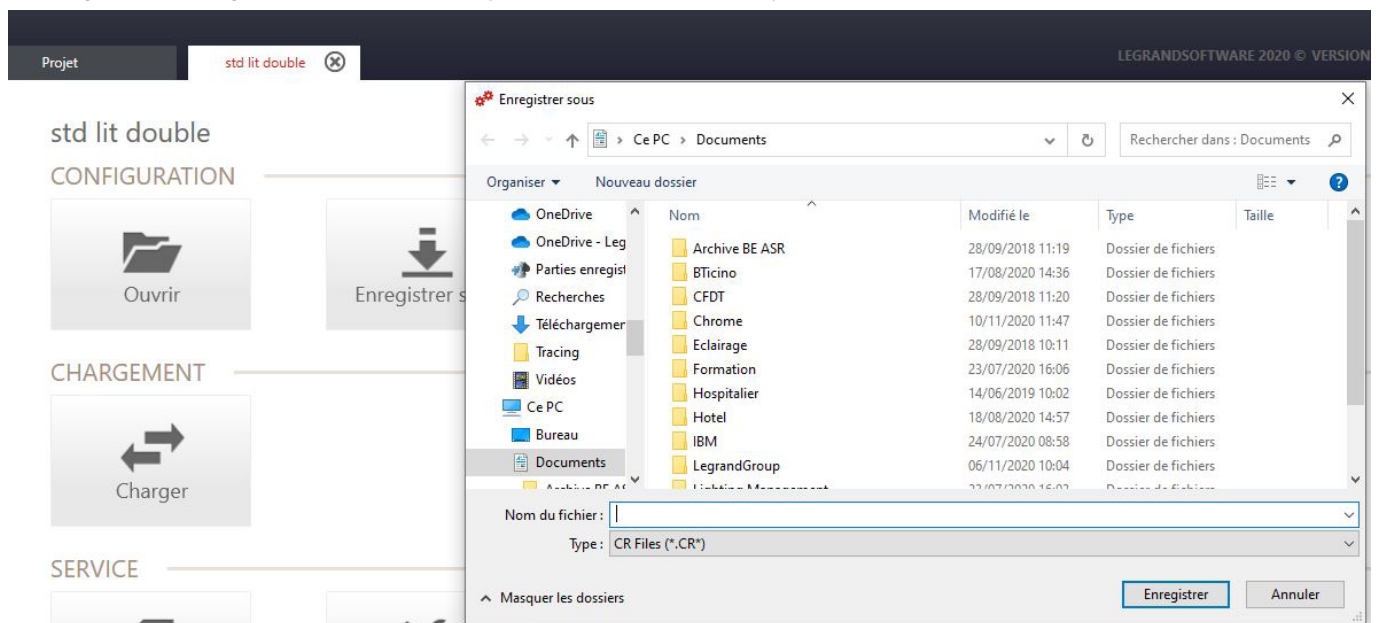 Projet
std lit double
LEGRANDSOFTWARE 2020 © VERSION
std lit double
CONFIGURATION
Ouvrir
Enregistrer s
CHARGEMENT
Charger
SERVICE
Enregistrer sous
Ce PC > Documents
Rechercher dans : Documents
Organiser
Nouveau dossier
OneDrive
OneDrive - Leg
Parties enregist
Recherches
Téléchargemer
Tracing
Vidéos
Ce PC
Bureau
Documents
Nom Modifié le Type Taille
Archive BE ASR 28/09/2018 11:19 Dossier de fichiers
BTicino 17/08/2020 14:36 Dossier de fichiers
CFDT 28/09/2018 11:20 Dossier de fichiers
Chrome 10/11/2020 11:47 Dossier de fichiers
Eclairage 28/09/2018 10:11 Dossier de fichiers
Formation 23/07/2020 16:06 Dossier de fichiers
Hospitalier 14/06/2019 10:02 Dossier de fichiers
Hotel 18/08/2020 14:57 Dossier de fichiers
IBM 24/07/2020 08:58 Dossier de fichiers
LegrandGroup 06/11/2020 10:04 Dossier de fichiers
Nom du fichier :
Type : CR Files (*.CR*)
Masquer les dossiers
Enregistrer
Annuler